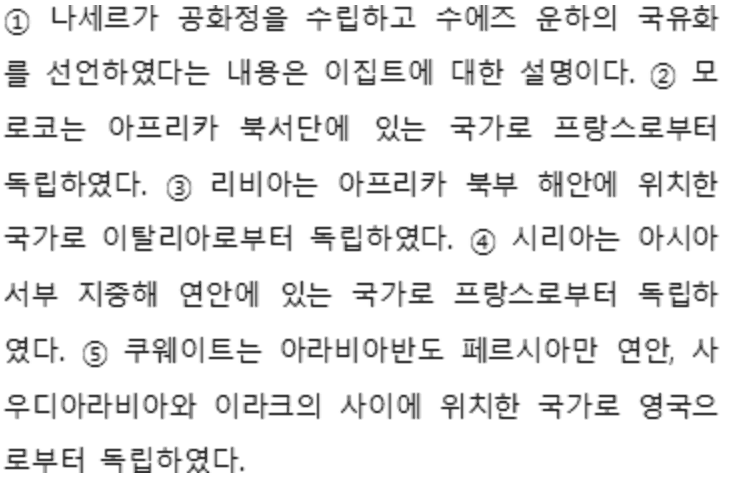 ① 나세르가 공화정을 수립하고 수에즈 운하의 국유화
를 선언하였다는 내용은 이집트에 대한 설명이다. ② 모
로코는 아프리카 북서단에 있는 국가로 프랑스로부터
독립하였다. ③ 리비아는 아프리카 북부 해안에 위치한
국가로 이탈리아로부터 독립하였다. ④ 시리아는 아시아
서부 지중해 연안에 있는 국가로 프랑스로부터 독립하
였다. ⑤ 쿠웨이트는 아라비아반도 페르시아만 연안, 사
우디아라비아와 이라크의 사이에 위치한 국가로 영국으
로부터 독립하였다.